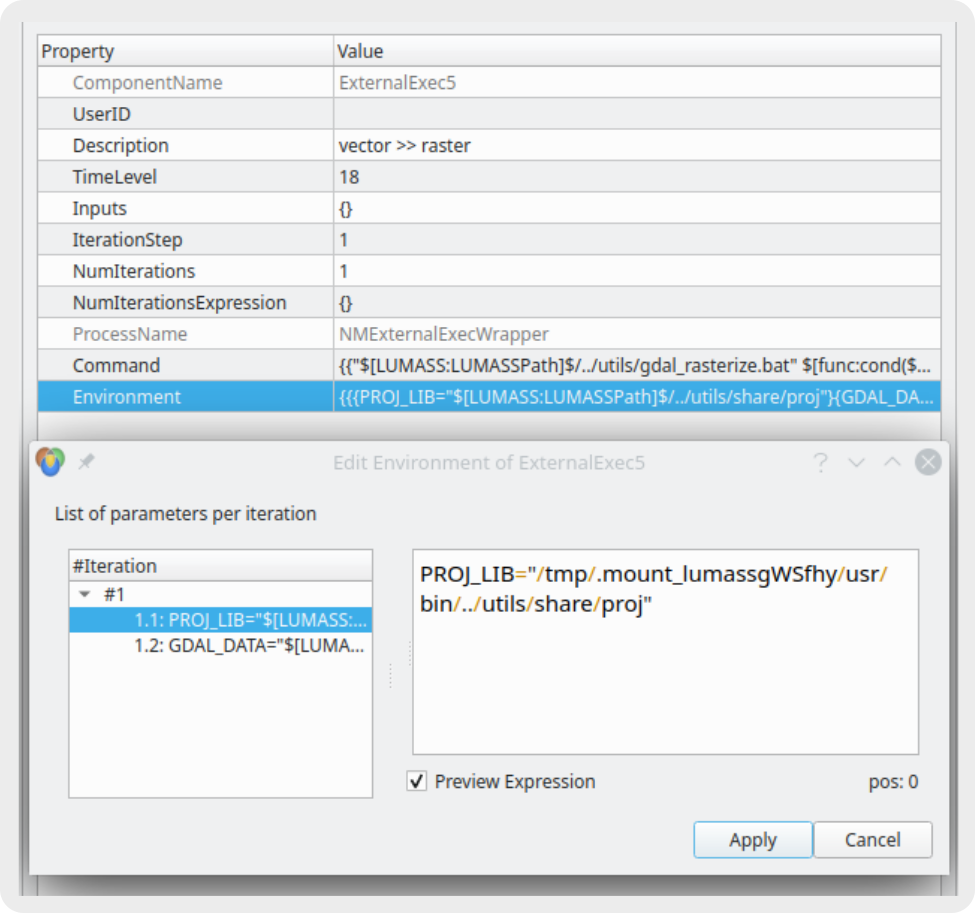 Property Value
ComponentName ExternalExec5
UserID
Description vector >> raster
TimeLevel 18
Inputs {}
IterationStep 1
NumIterations 1
NumIterationsExpression {}
ProcessName NMExternalExecWrapper
Command {{"$[LUMASS:LUMASSPath]$/../utils/gdal_rasterize.bat" $[func:cond($...
Environment {{{PROJ_LIB="$[LUMASS:LUMASSPath]$/../utils/share/proj"}{GDAL_DA...
Edit Environment of ExternalExec5
List of parameters per iteration
#Iteration
#1
1.1: PROJ_LIB="$[LUMASS:...
1.2: GDAL_DATA="$[LUMA...
PROJ_LIB="/tmp/.mount_lumassgWSfhy/usr/
bin/../utils/share/proj"
Preview Expression pos: 0
Apply Cancel